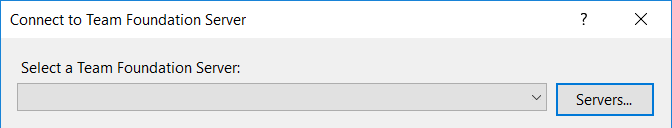 Connect to Team Foundation Server
?
Select a Team Foundation Server:
Servers...